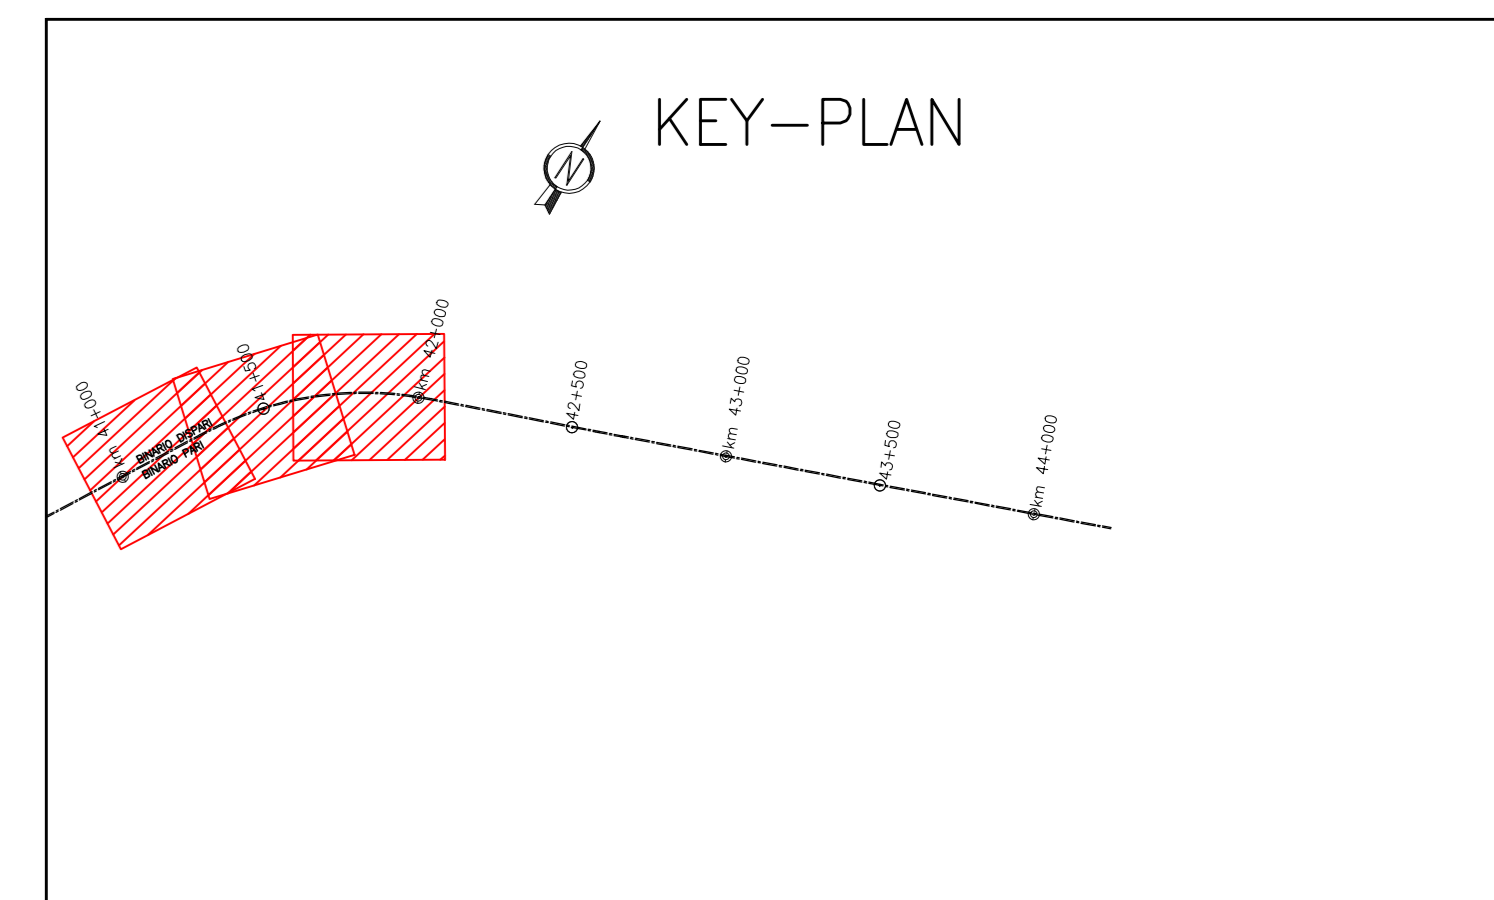 KEY-PLAN
N
km 41+000
BINARIO DISPARI
BINARIO PARI
41+500
km 42+000
42+500
km 43+000
43+500
km 44+000